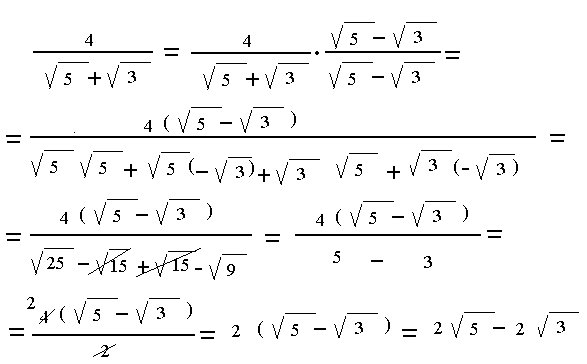 4/(√5+√3) = 4/(√5+√3) · (√5−√3)/(√5−√3) =
= 4(√5−√3)/(√5 √5+√5(−√3)+√3 √5+√3(-√3)) =
= 4(√5−√3)/(√25−√15+√15-√9) = 4(√5−√3)/(5−3) =
= 2 4(√5−√3)/2 = 2(√5−√3) = 2√5−2√3